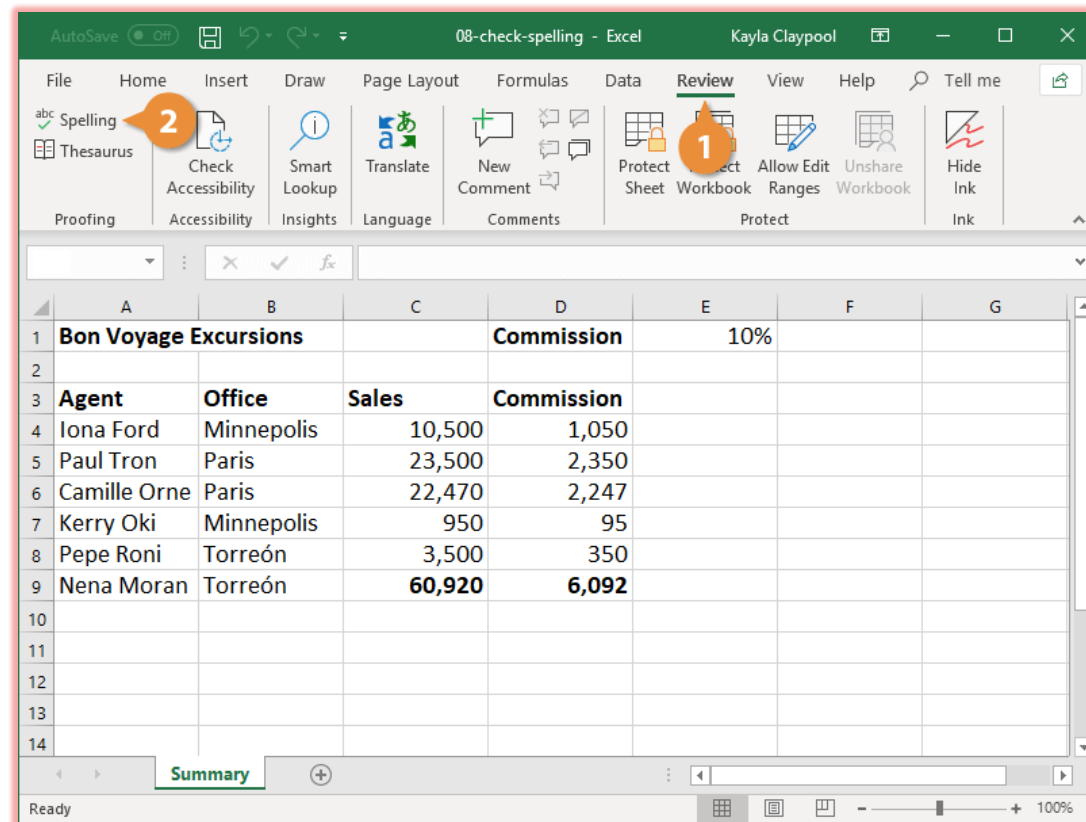 AutoSave Off 08-check-spelling - Excel Kayla Claypool
File Home Insert Draw Page Layout Formulas Data Review View Help Tell me
abc Spelling 2
Thesaurus
Check Accessibility
Smart Lookup
Translate
New Comment
Protect Sheet
1
Workbook
Allow Edit Ranges
Unshare Workbook
Hide Ink
Proofing Accessibility Insights Language Comments Protect Ink
fx
A B C D E F G
1 Bon Voyage Excursions Commission 10%
2
3 Agent Office Sales Commission
4 Iona Ford Minnepolis 10,500 1,050
5 Paul Tron Paris 23,500 2,350
6 Camille Orne Paris 22,470 2,247
7 Kerry Oki Minnepolis 950 95
8 Pepe Roni Torreón 3,500 350
9 Nena Moran Torreón 60,920 6,092
10
11
12
13
14
Summary
Ready 100%